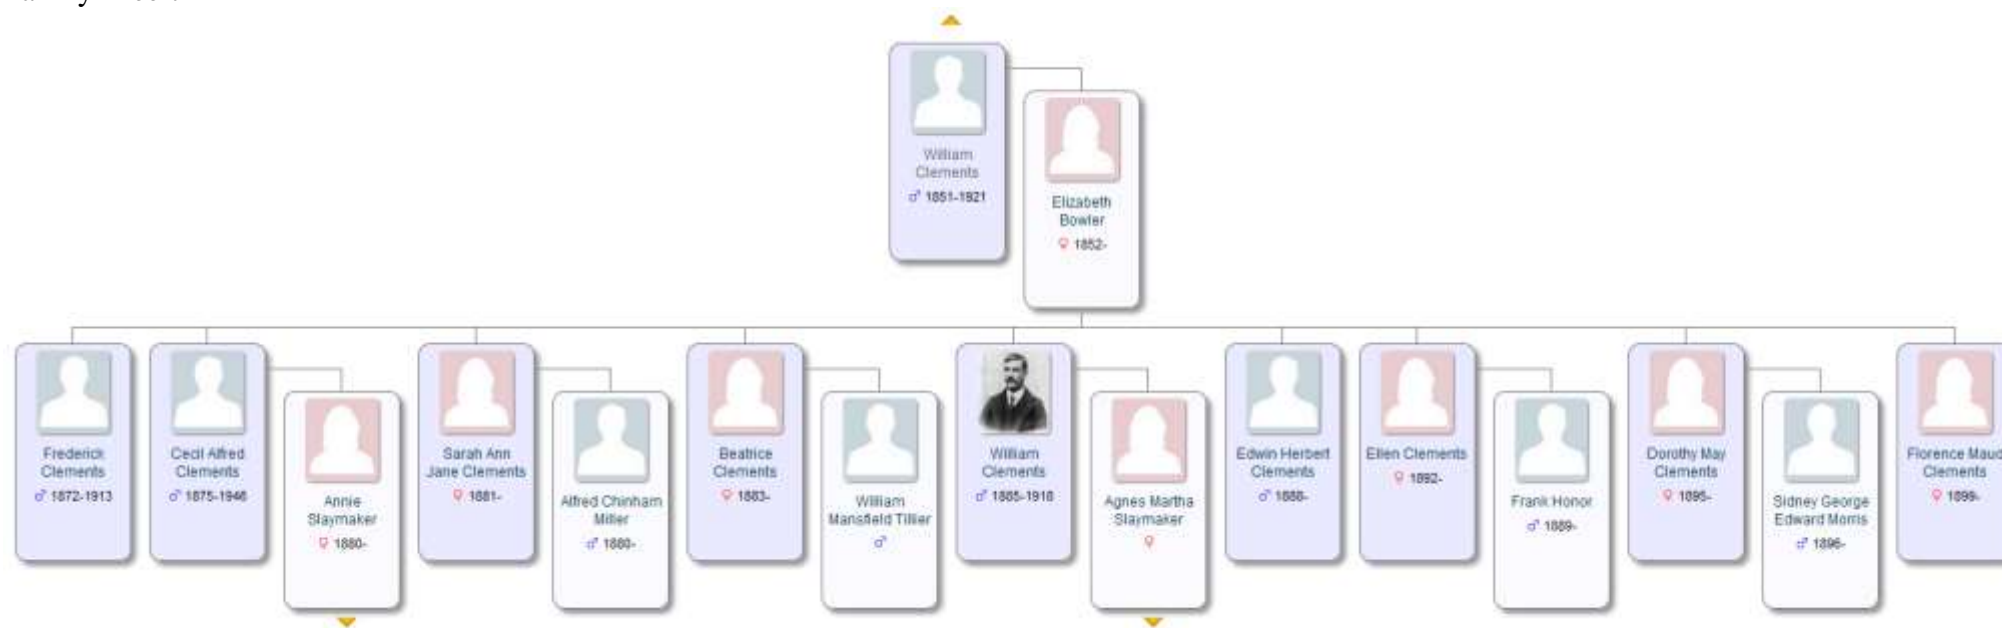 William
Clements
♂ 1851-1921
Elizabeth
Bowler
♀ 1852-
Frederick
Clements
♂ 1872-1913
Cecil Alfred
Clements
♂ 1875-1946
Annie
Slaymaker
♀ 1880-
Sarah Ann
Jane Clements
♀ 1881-
Alfred Chinham
Miller
♂ 1880-
Beatrice
Clements
♀ 1883-
William
Mansfield Tillier
♂
William
Clements
♂ 1885-1918
Agnes Martha
Slaymaker
♀
Edwin Herbert
Clements
♂ 1888-
Ellen Clements
♀ 1892-
Frank Honor
♂ 1889-
Dorothy May
Clements
♀ 1895-
Sidney George
Edward Morris
♂ 1896-
Florence Maud
Clements
♀ 1899-